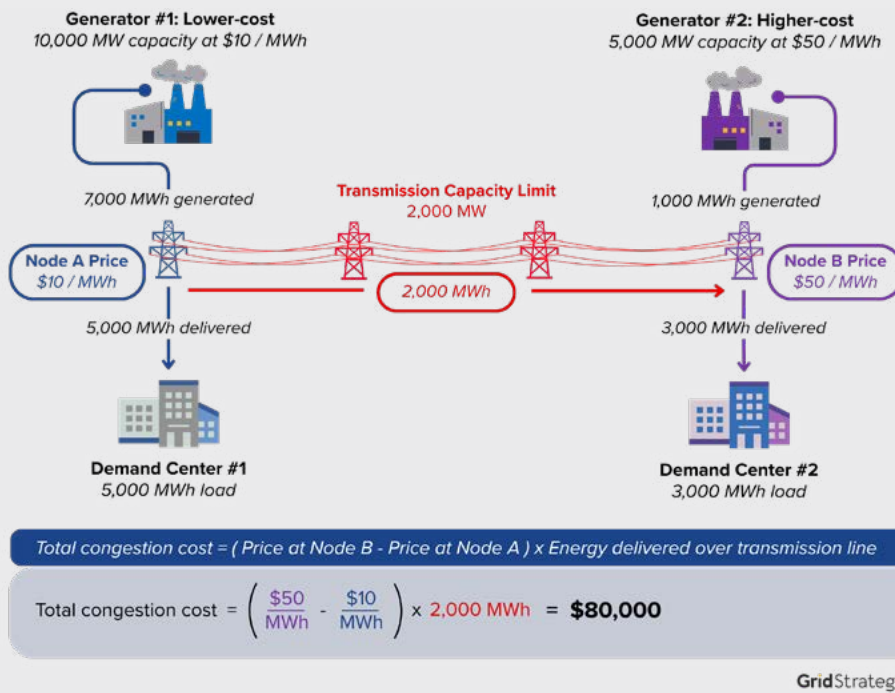 Generator #1: Lower-cost
10,000 MW capacity at $10 / MWh
Generator #2: Higher-cost
5,000 MW capacity at $50 / MWh
7,000 MWh generated
Transmission Capacity Limit
2,000 MW
1,000 MWh generated
Node A Price
$10 / MWh
2,000 MWh
Node B Price
$50 / MWh
5,000 MWh delivered
3,000 MWh delivered
Demand Center #1
5,000 MWh load
Demand Center #2
3,000 MWh load
Total congestion cost = ( Price at Node B - Price at Node A ) x Energy delivered over transmission line
Total congestion cost = ( $50 / MWh - $10 / MWh ) x 2,000 MWh = $80,000
GridStrateg